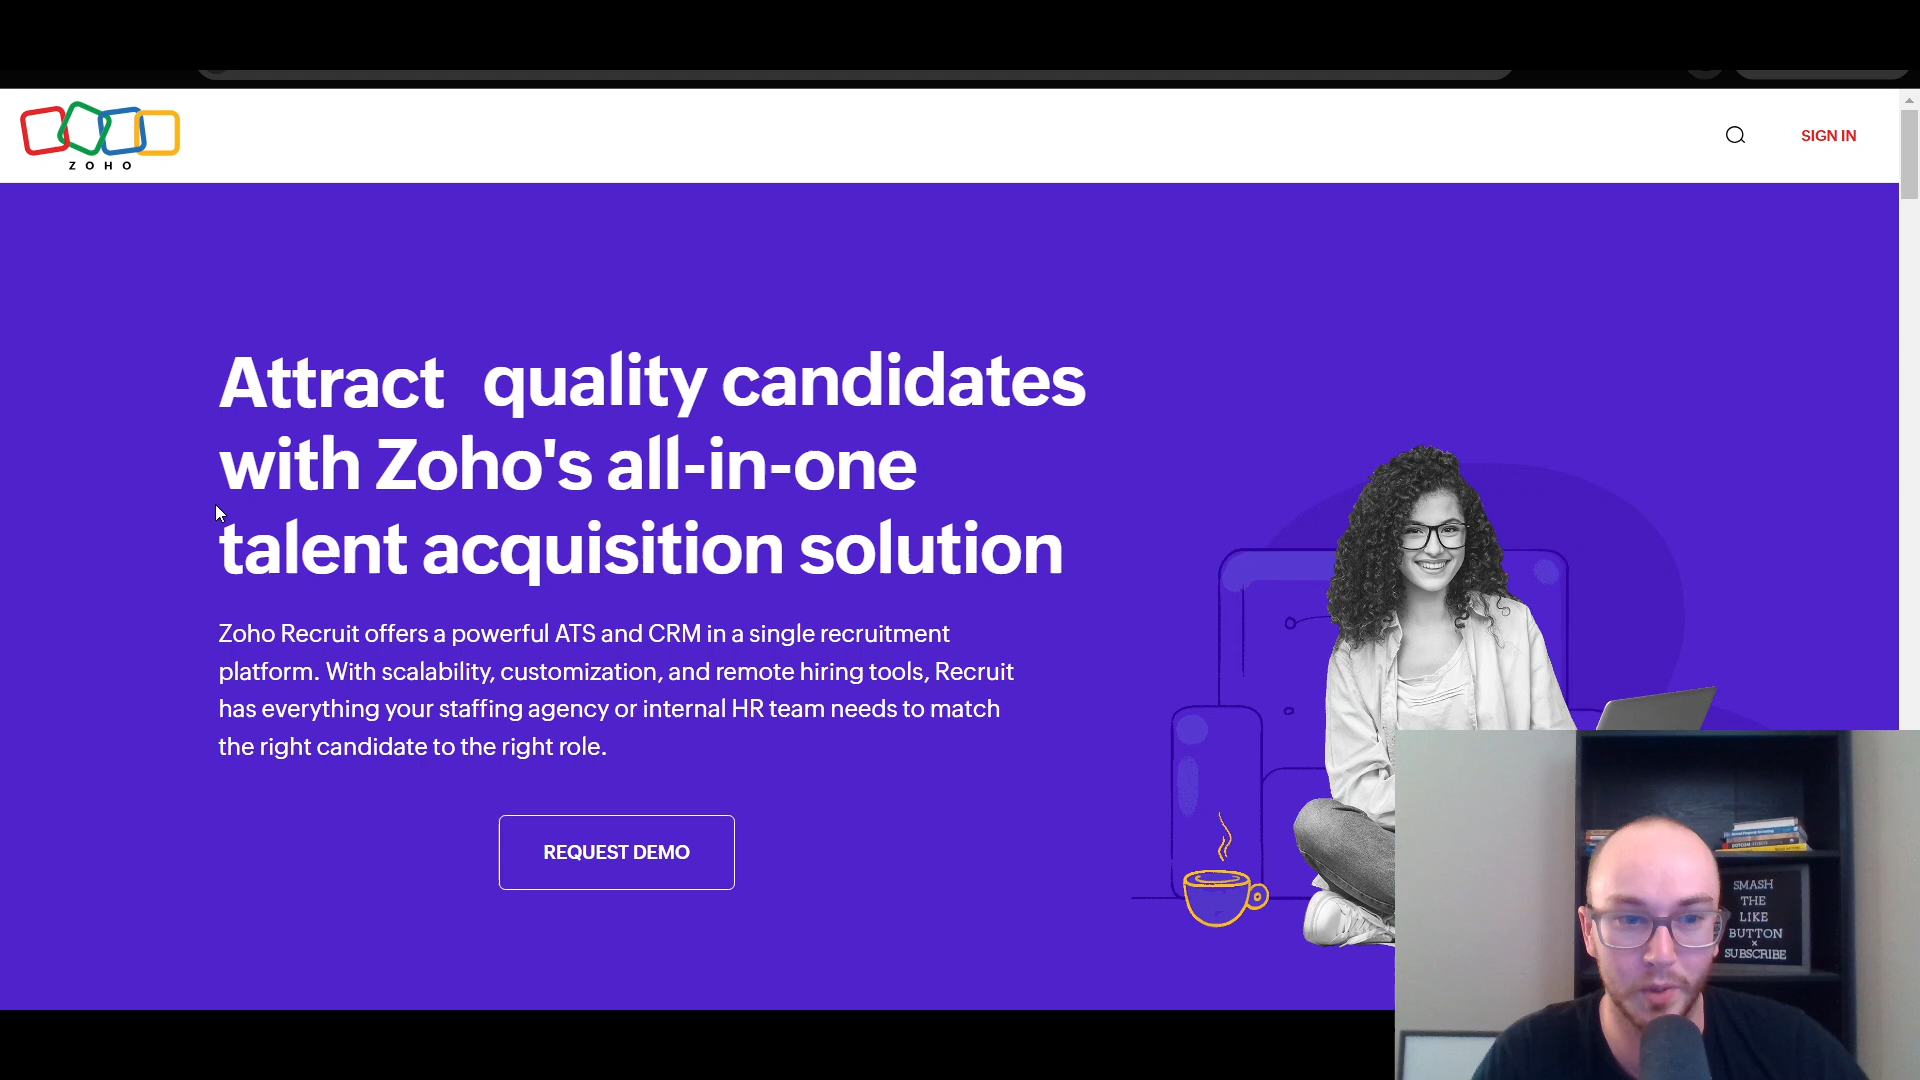 ZOHO
SIGN IN
Attract quality candidates
with Zoho's all-in-one
talent acquisition solution
Zoho Recruit offers a powerful ATS and CRM in a single recruitment
platform. With scalability, customization, and remote hiring tools, Recruit
has everything your staffing agency or internal HR team needs to match
the right candidate to the right role.
REQUEST DEMO
SMASH
THE
LIKE
BUTTON
×
SUBSCRIBE